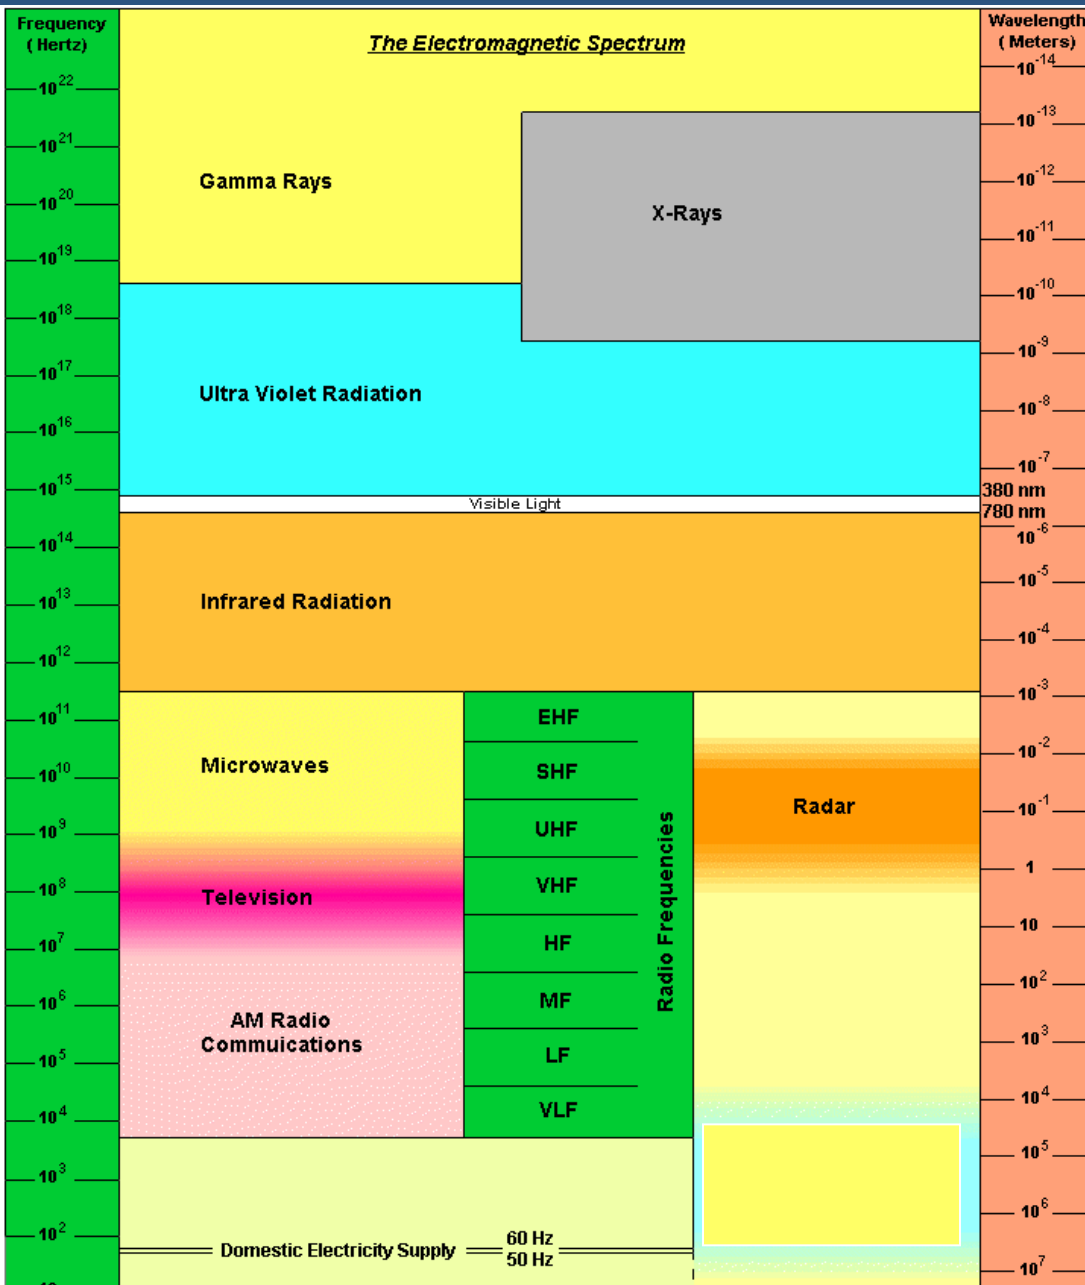 Frequency
( Hertz)
The Electromagnetic Spectrum
Wavelength
( Meters)
10^22
10^21
10^20
10^19
10^18
10^17
10^16
10^15
10^14
10^13
10^12
10^11
10^10
10^9
10^8
10^7
10^6
10^5
10^4
10^3
10^2
Gamma Rays
X-Rays
Ultra Violet Radiation
Visible Light
Infrared Radiation
Microwaves
Television
AM Radio
Commuications
EHF
SHF
UHF
VHF
HF
MF
LF
VLF
Radio Frequencies
Radar
Domestic Electricity Supply
60 Hz
50 Hz
10^-14
10^-13
10^-12
10^-11
10^-10
10^-9
10^-8
10^-7
380 nm
780 nm
10^-6
10^-5
10^-4
10^-3
10^-2
10^-1
1
10
10^2
10^3
10^4
10^5
10^6
10^7